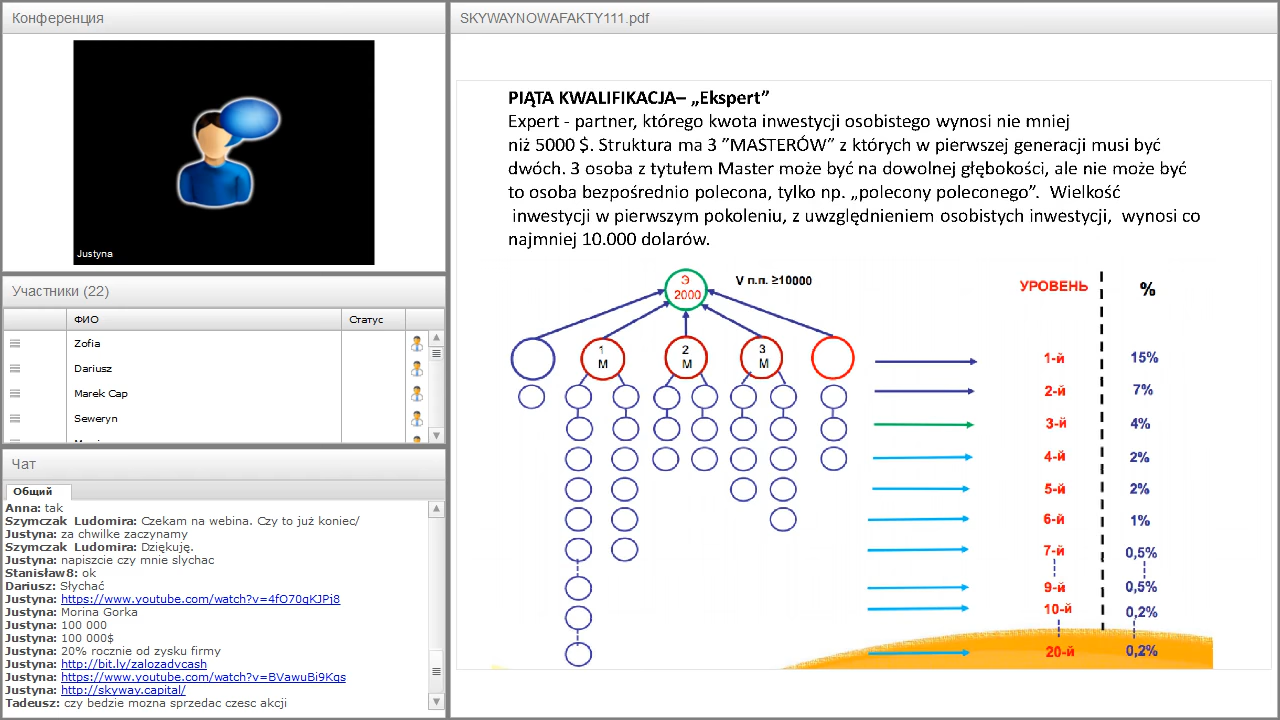 Конференция
Justyna
Участники (22)
ФИО
Статус
Zofia
Dariusz
Marek Cap
Seweryn
Чат
Общий
Anna: tak
Szymczak Ludomira: Czekam na webina. Czy to już koniec/
Justyna: za chwilke zaczynamy
Szymczak Ludomira: Dziękuję.
Justyna: napiszcie czy mnie slychac
Stanisław8: ok
Dariusz: Słychać
Justyna: https://www.youtube.com/watch?v=4fO70gKJPj8
Justyna: Morina Gorka
Justyna: 100 000
Justyna: 100 000$
Justyna: 20% rocznie od zysku filmy
Justyna: http://bit.ly/zalozadvcash
Justyna: https://www.youtube.com/watch?v=BVawuBi9Kgs
Justyna: http://skyway.capital/
Tadeusz: czy bedzie mozna sprzedac czesc akcji
SKYWAYNOWAFAKTY111.pdf
PIĄTA KWALIFIKACJA– „Ekspert”
Expert - partner, którego kwota inwestycji osobistego wynosi nie mniej
niż 5000 $. Struktura ma 3 ”MASTERÓW” z których w pierwszej generacji musi być
dwóch. 3 osoba z tytułem Master może być na dowolnej głębokości, ale nie może być
to osoba bezpośrednio polecona, tylko np. „polecony poleconego”. Wielkość
inwestycji w pierwszym pokoleniu, z uwzględnieniem osobistych inwestycji, wynosi co
najmniej 10.000 dolarów.
Э
2000
V п.п. ≥10000
УРОВЕНЬ %
1 М
2 М
3 М
1-й 15%
2-й 7%
3-й 4%
4-й 2%
5-й 2%
6-й 1%
7-й 0,5%
9-й 0,5%
10-й 0,2%
20-й 0,2%